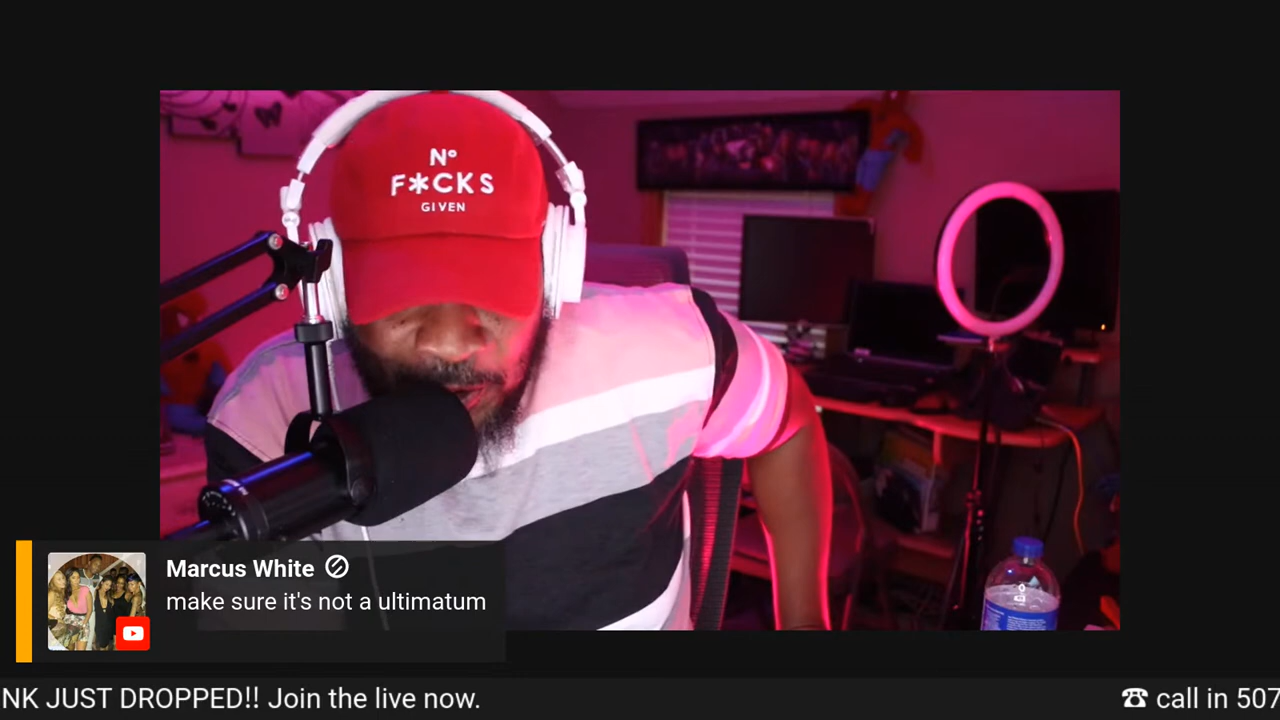 Nº
F*CKS
GIVEN
Marcus White
make sure it's not a ultimatum
NK JUST DROPPED!! Join the live now.
☎ call in 507